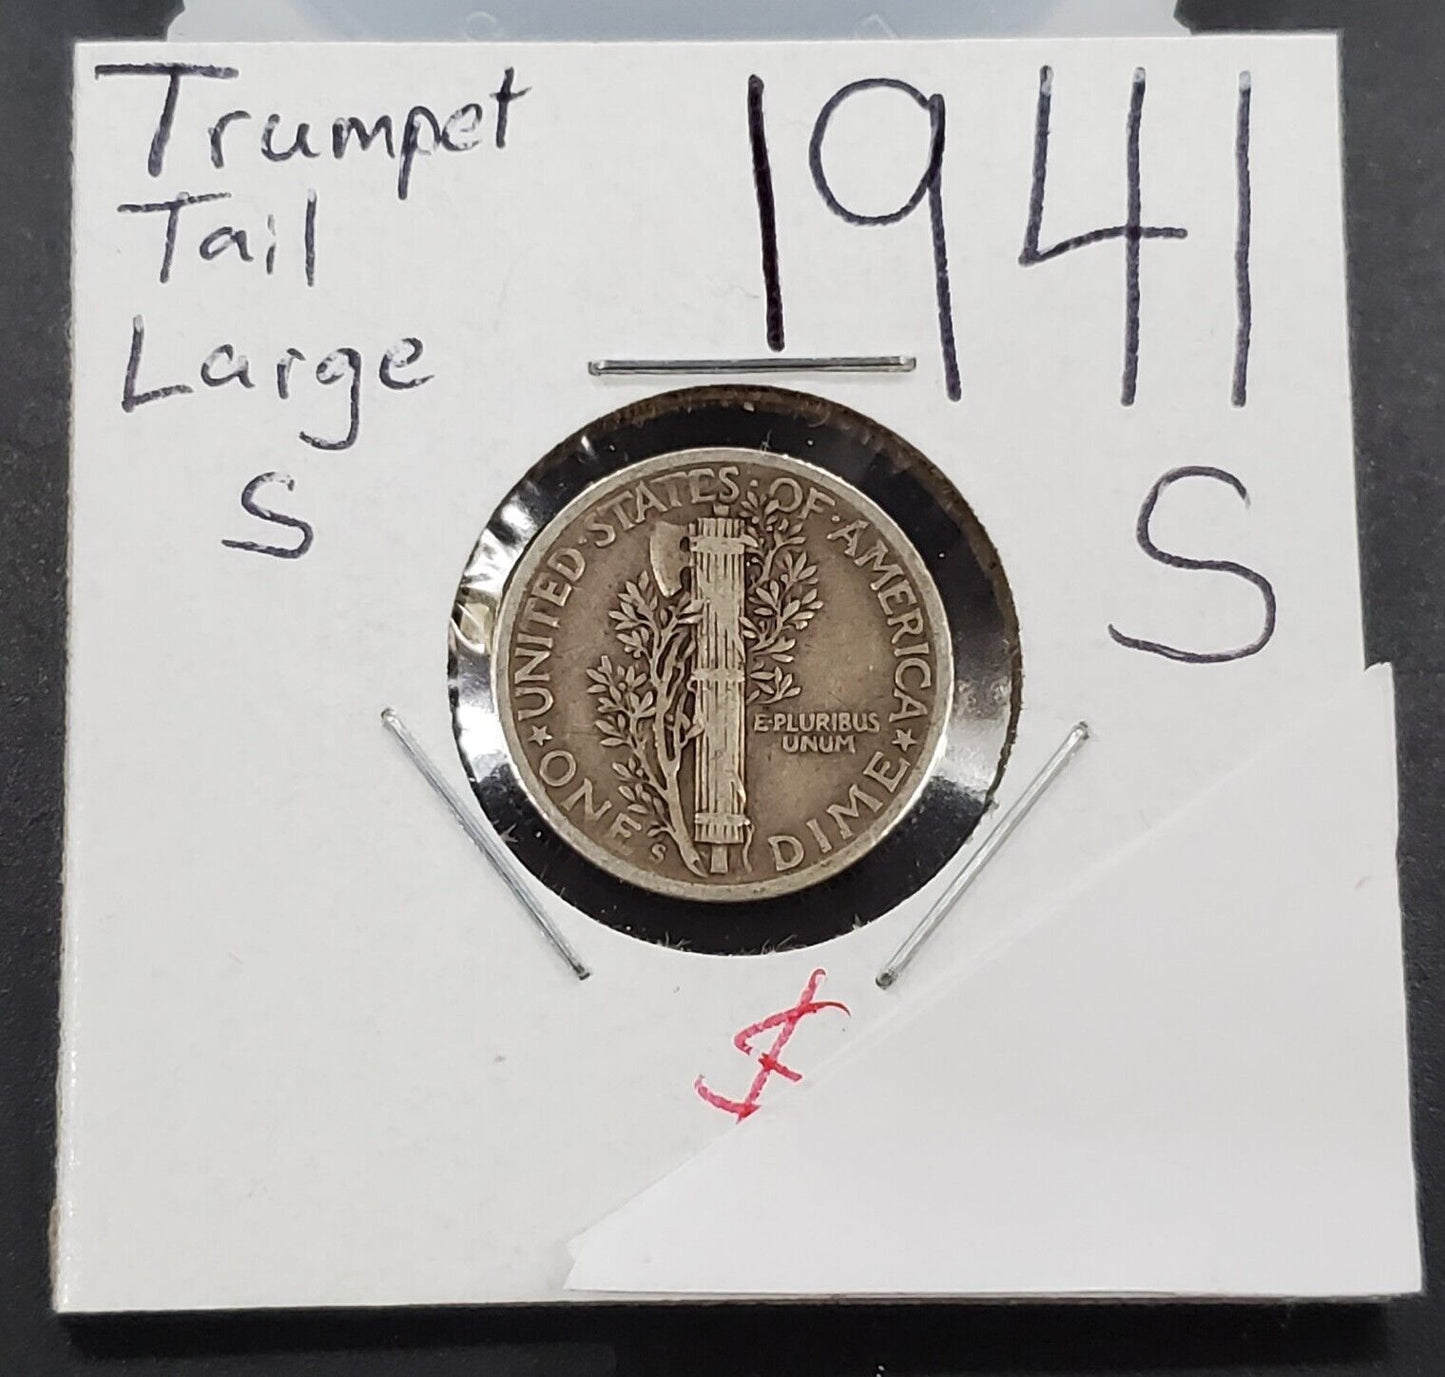 Trumpet
Tail
Large
S
1941
S
UNITED·STATES·OF·AMERICA
E·PLURIBUS
UNUM
ONE DIME
S